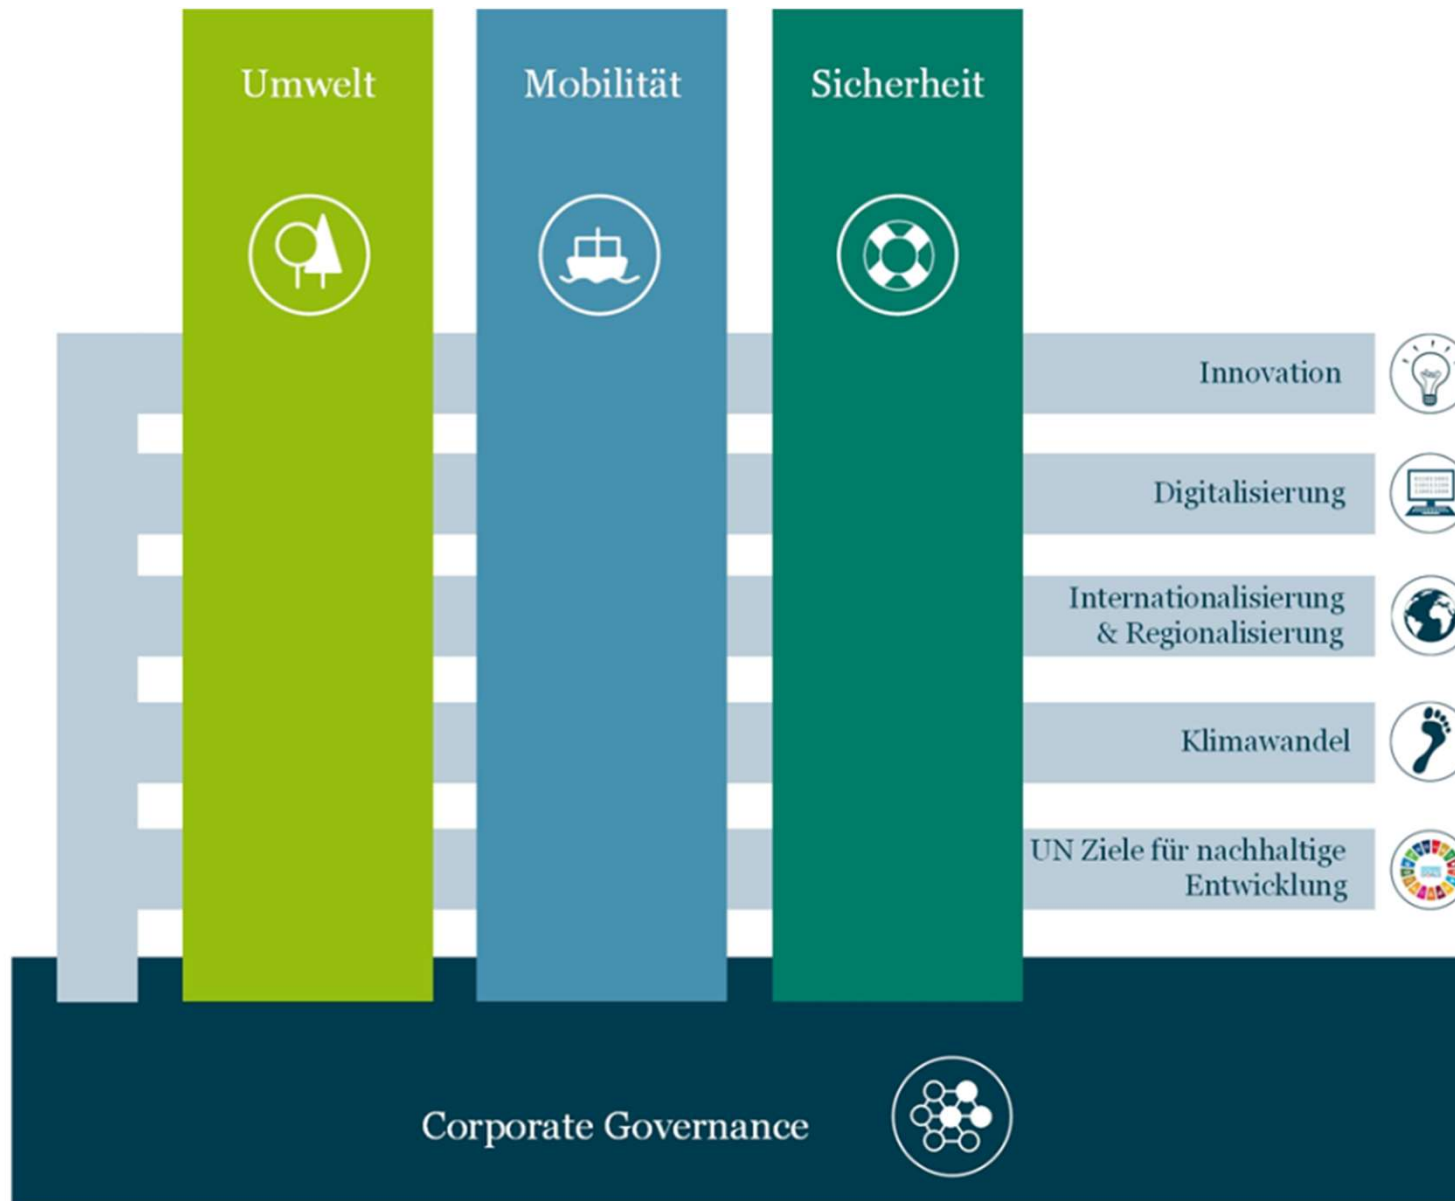 Umwelt
Mobilität
Sicherheit
Innovation
Digitalisierung
Internationalisierung
& Regionalisierung
Klimawandel
UN Ziele für nachhaltige
Entwicklung
Corporate Governance